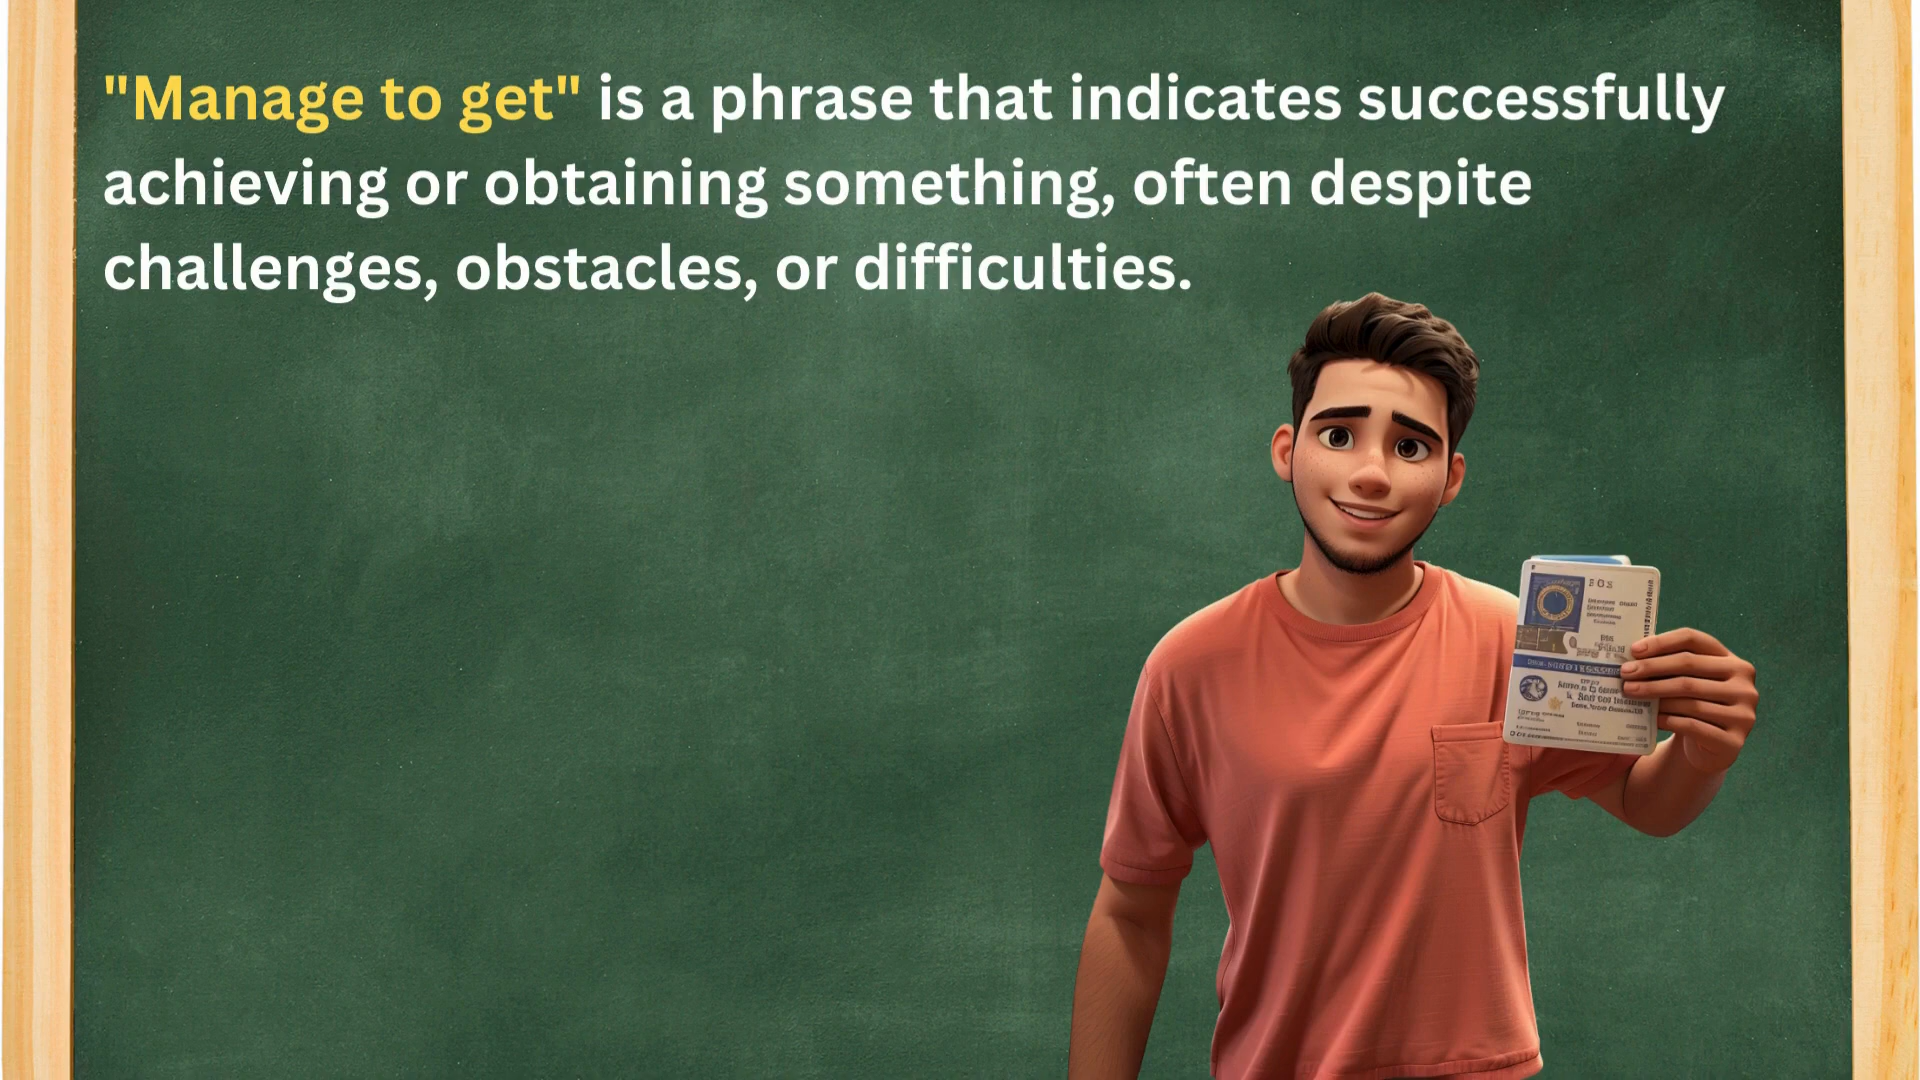 "Manage to get" is a phrase that indicates successfully
achieving or obtaining something, often despite
challenges, obstacles, or difficulties.